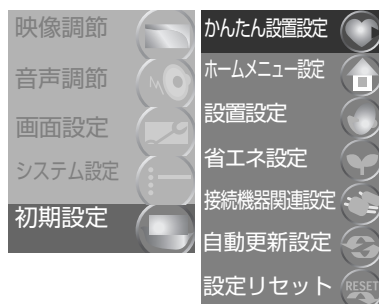 映像調節
音声調節
画面設定
システム設定
初期設定
かんたん設置設定
ホームメニュー設定
設置設定
省エネ設定
接続機器関連設定
自動更新設定
設定リセット
RESET